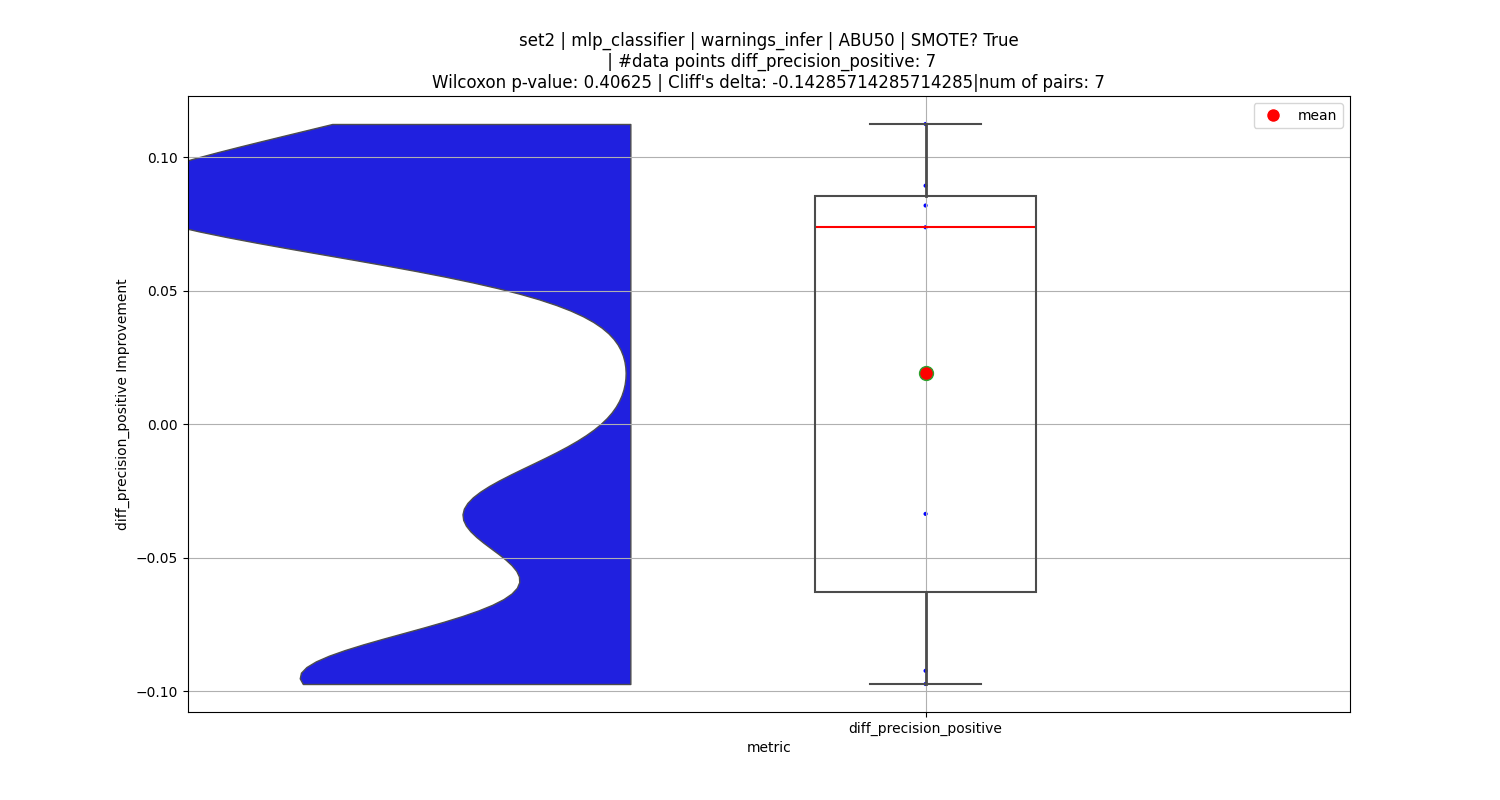 set2 | mlp_classifier | warnings_infer | ABU50 | SMOTE? True
| #data points diff_precision_positive: 7
Wilcoxon p-value: 0.40625 | Cliff's delta: -0.14285714285714285|num of pairs: 7
mean
0.10
0.05
0.00
−0.05
−0.10
diff_precision_positive Improvement
diff_precision_positive
metric